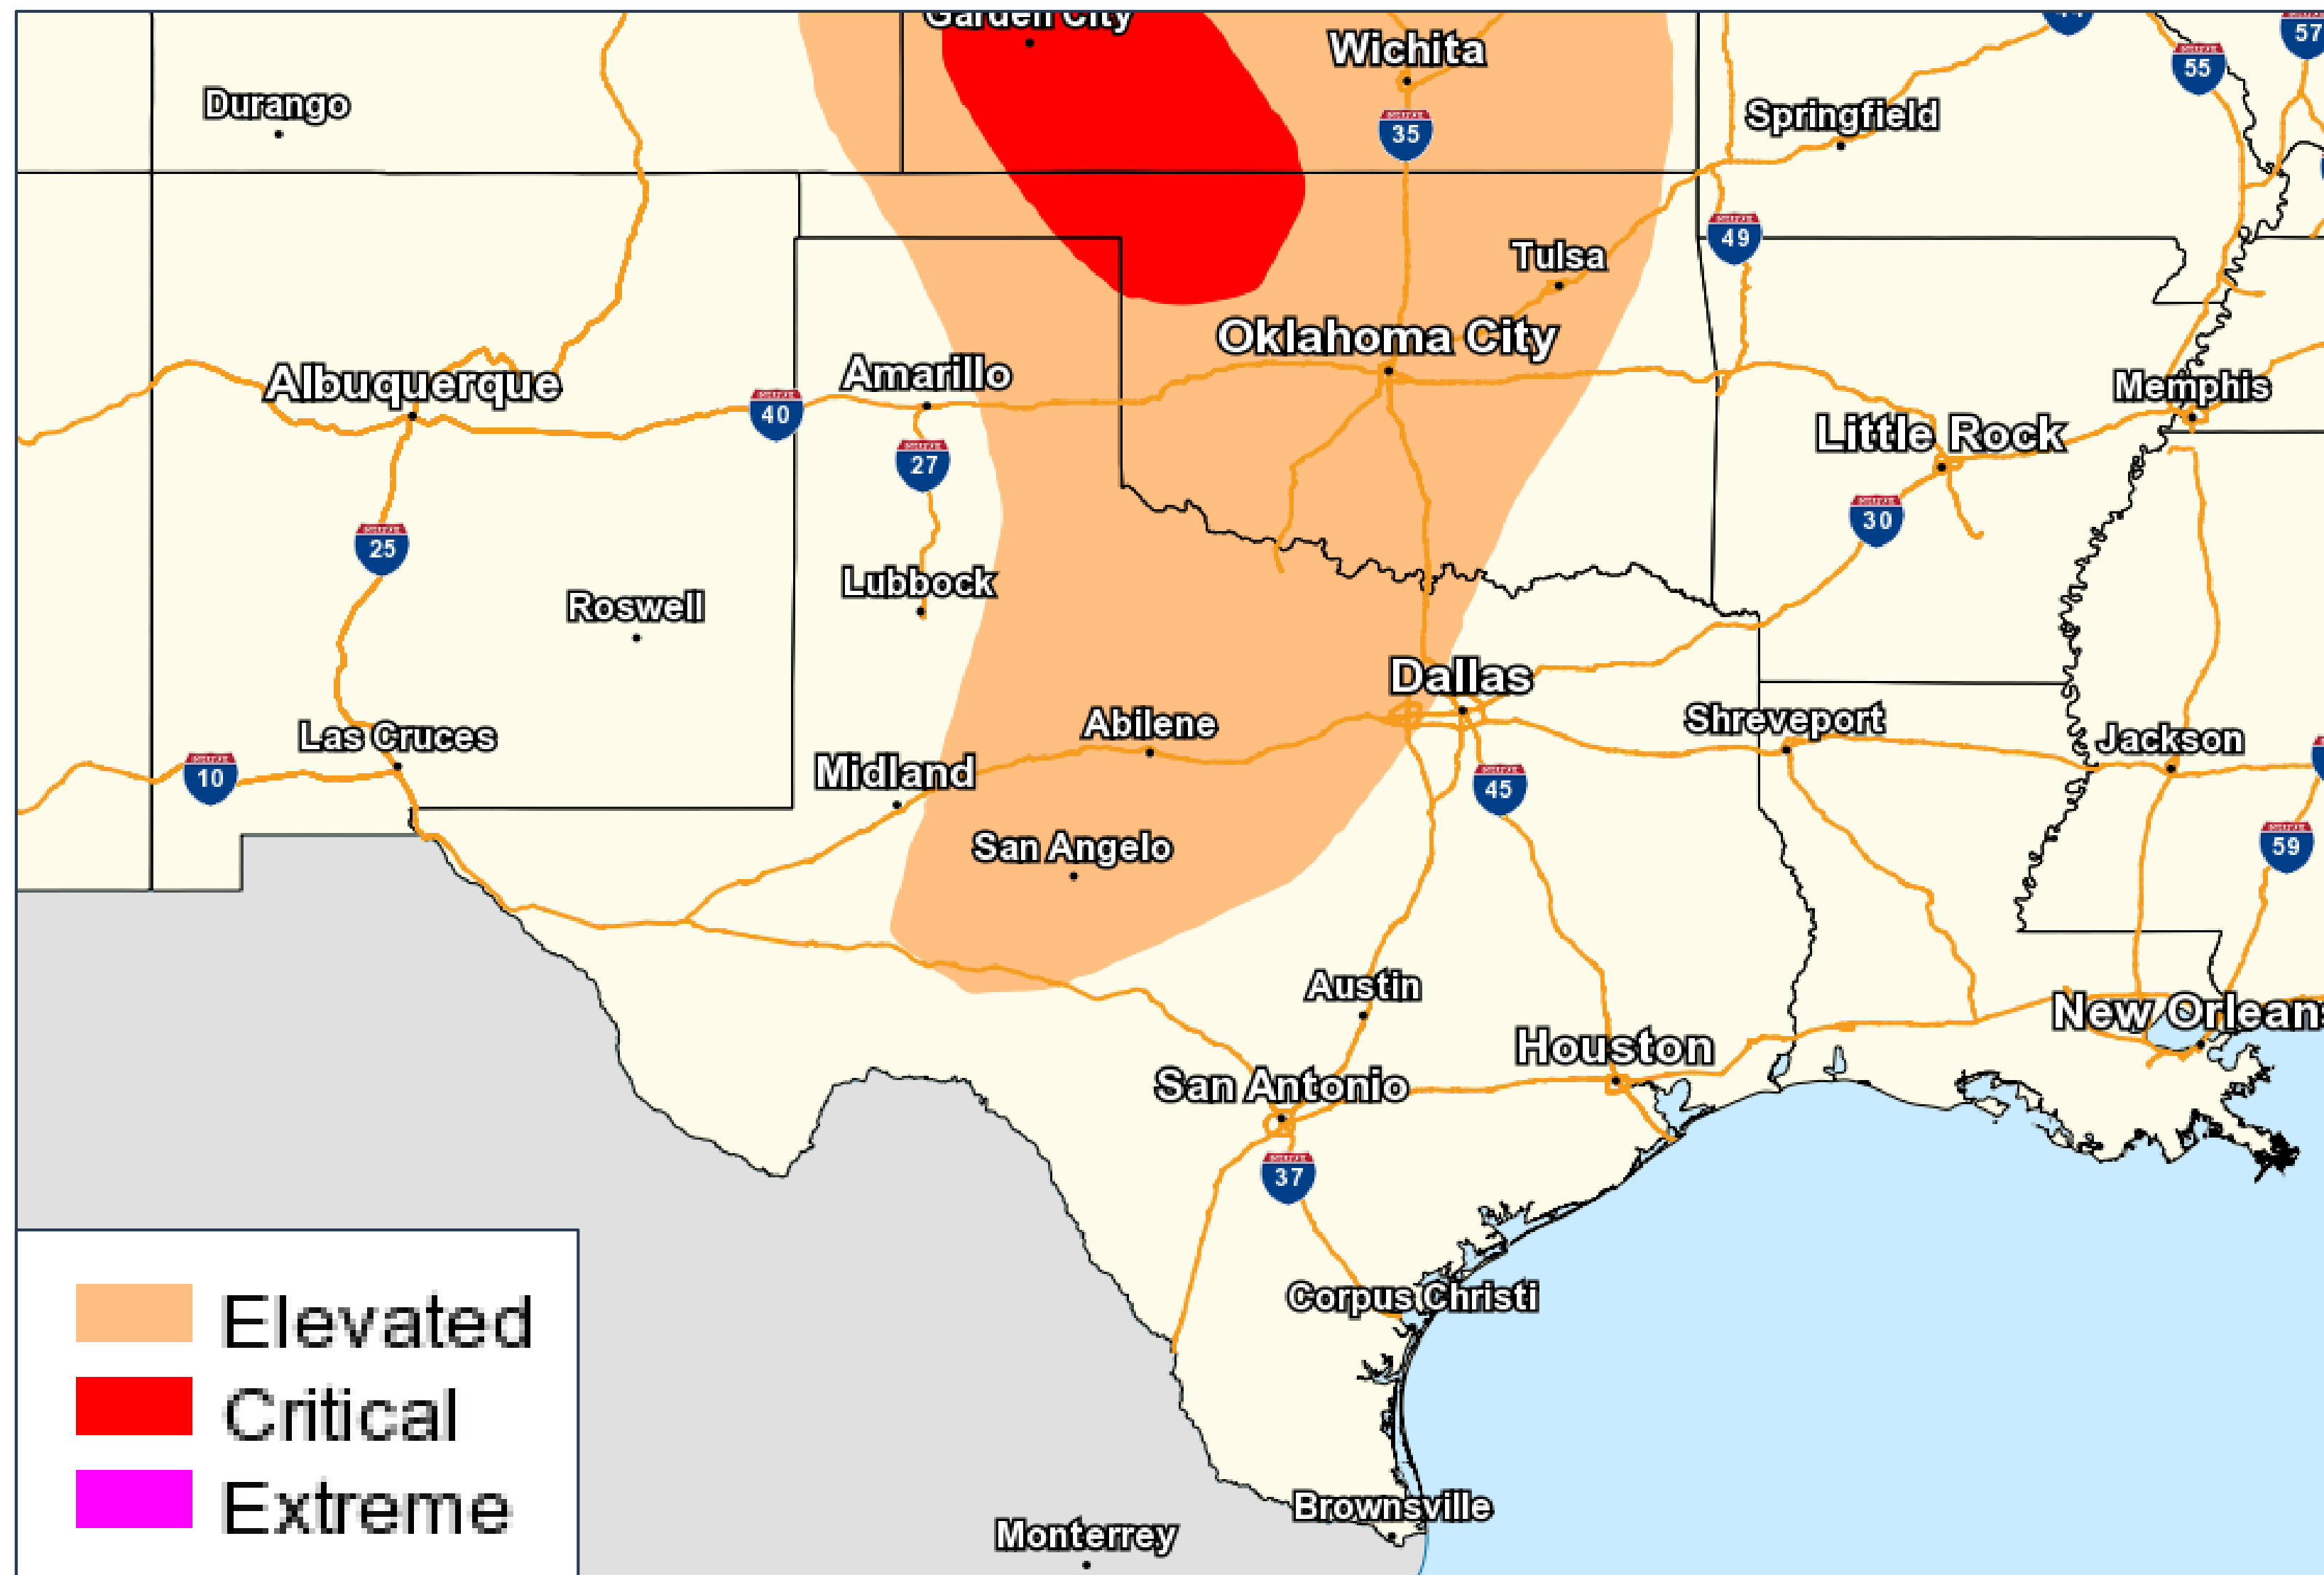 Garden City
Wichita
57
55
Durango
Springfield
35
49
Tulsa
Oklahoma City
Albuquerque
Amarillo
40
Memphis
Little Rock
27
30
25
Lubbock
Roswell
Dallas
Abilene
Shreveport
Las Cruces
Jackson
Midland
10
45
San Angelo
59
Austin
New Orleans
Houston
San Antonio
37
Corpus Christi
Elevated
Critical
Extreme
Brownsville
Monterrey